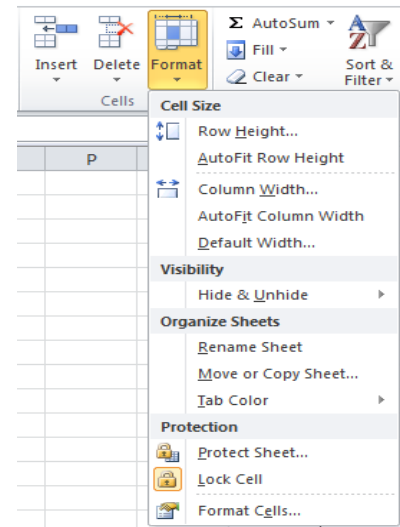 Σ AutoSum
Insert Delete Format Fill Sort &
Clear Filter
Cells
P
Cell Size
Row Height...
AutoFit Row Height
Column Width...
AutoFit Column Width
Default Width...
Visibility
Hide & Unhide
Organize Sheets
Rename Sheet
Move or Copy Sheet...
Tab Color
Protection
Protect Sheet...
Lock Cell
Format Cells...